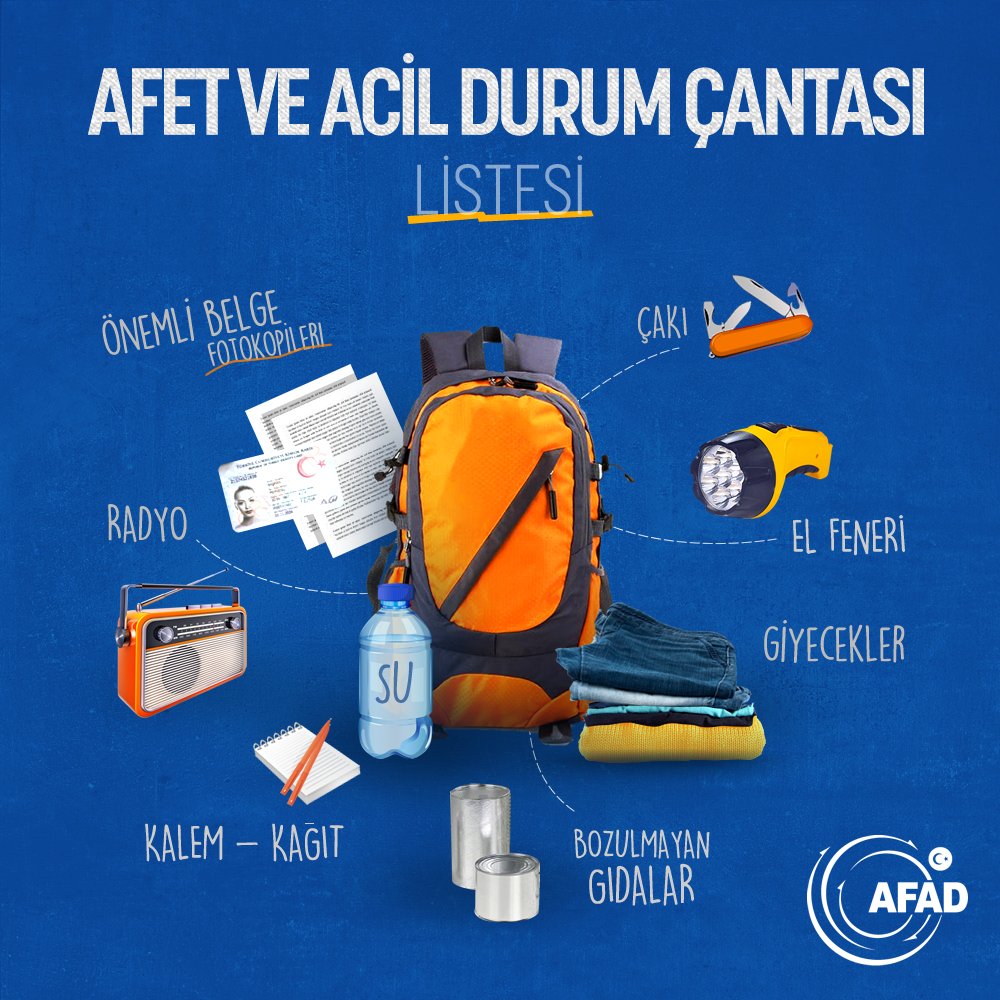 AFET VE ACİL DURUM ÇANTASI
LİSTESİ
ÖNEMLİ BELGE
FOTOKOPİLERİ
ÇAKI
RADYO
EL FENERİ
GİYECEKLER
SU
KALEM – KAĞIT
BOZULMAYAN
GIDALAR
AFAD